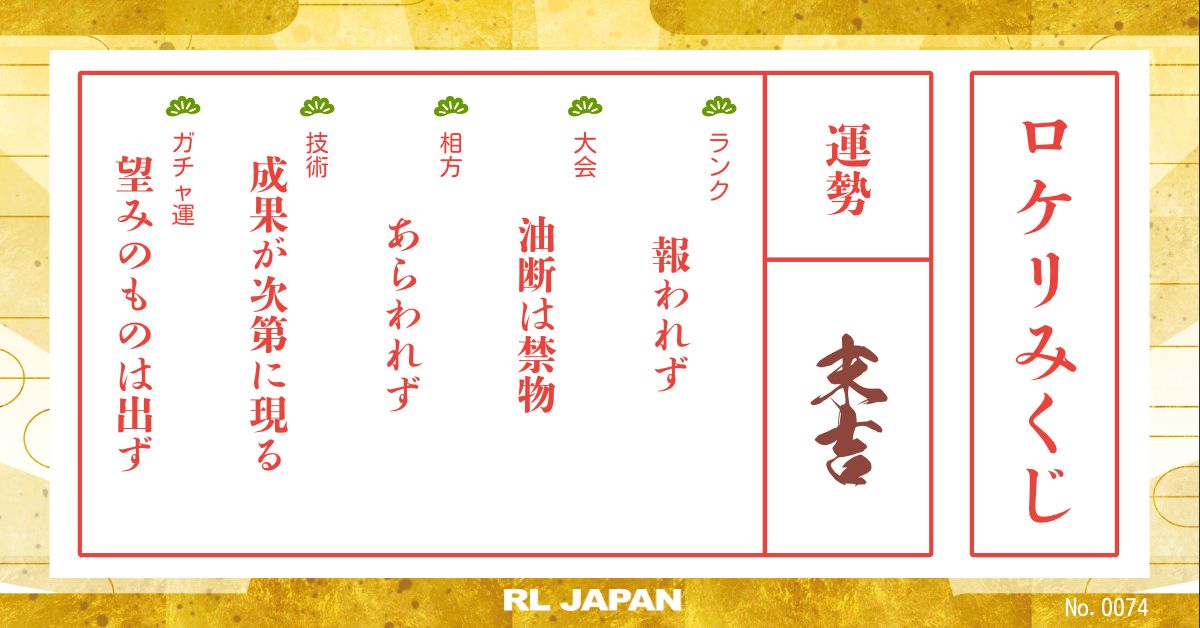 ロケリみくじ
運勢
末吉
ランク
報われず
大会
油断は禁物
相方
あらわれず
技術
成果が次第に現る
ガチャ運
望みのものは出ず
RL JAPAN
No. 0074